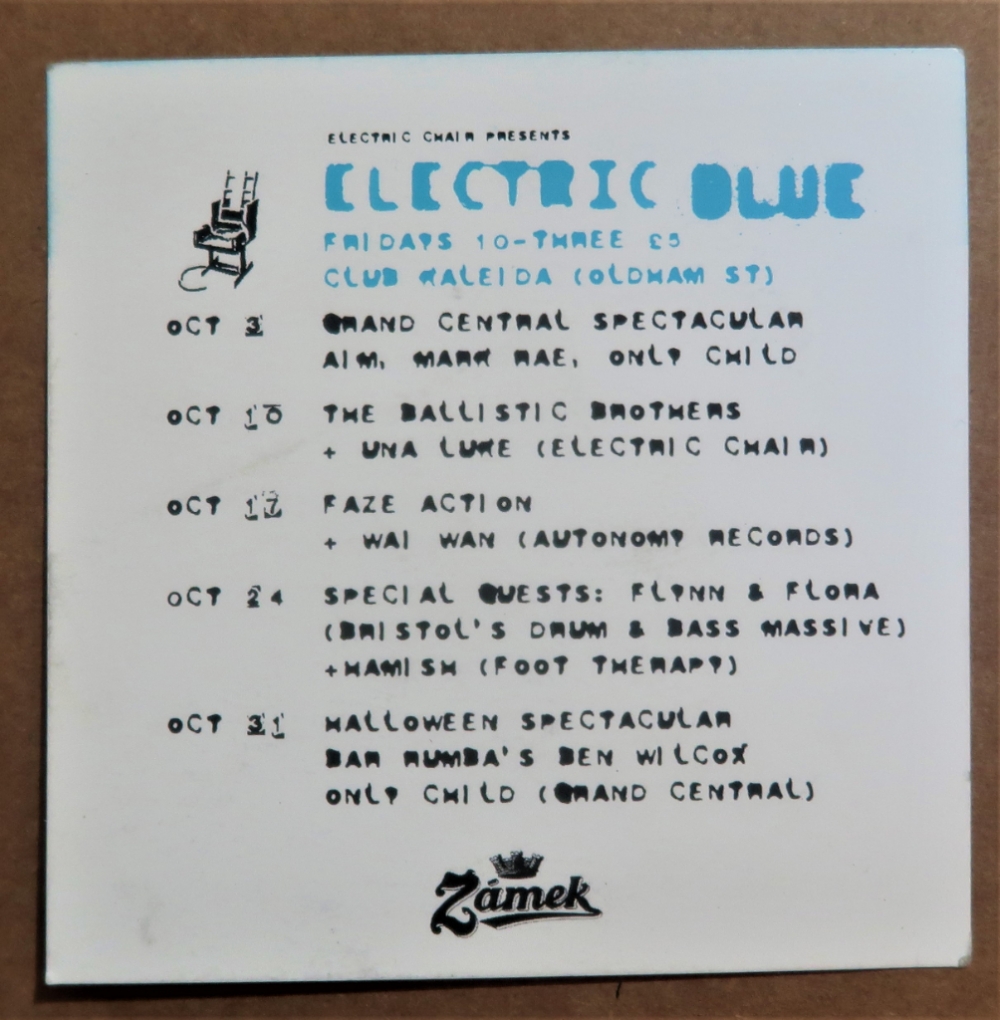 ELECTRIC CHAIR PRESENTS
ELECTRIC BLUE
FRIDAYS 10-THREE £5
CLUB KALEIDA (OLDHAM ST)
OCT 3 GRAND CENTRAL SPECTACULAR
AIM, MARK RAE, ONLY CHILD
OCT 10 THE BALLISTIC BROTHERS
+ UNA LUKE (ELECTRIC CHAIR)
OCT 17 FAZE ACTION
+ WAI WAN (AUTONOMY RECORDS)
OCT 24 SPECIAL GUESTS: FLYNN & FLORA
(BRISTOL'S DRUM & BASS MASSIVE)
+HAMISH (FOOT THERAPY)
OCT 31 HALLOWEEN SPECTACULAR
BAR RUMBA'S BEN WILCOX
ONLY CHILD (GRAND CENTRAL)
Zámek